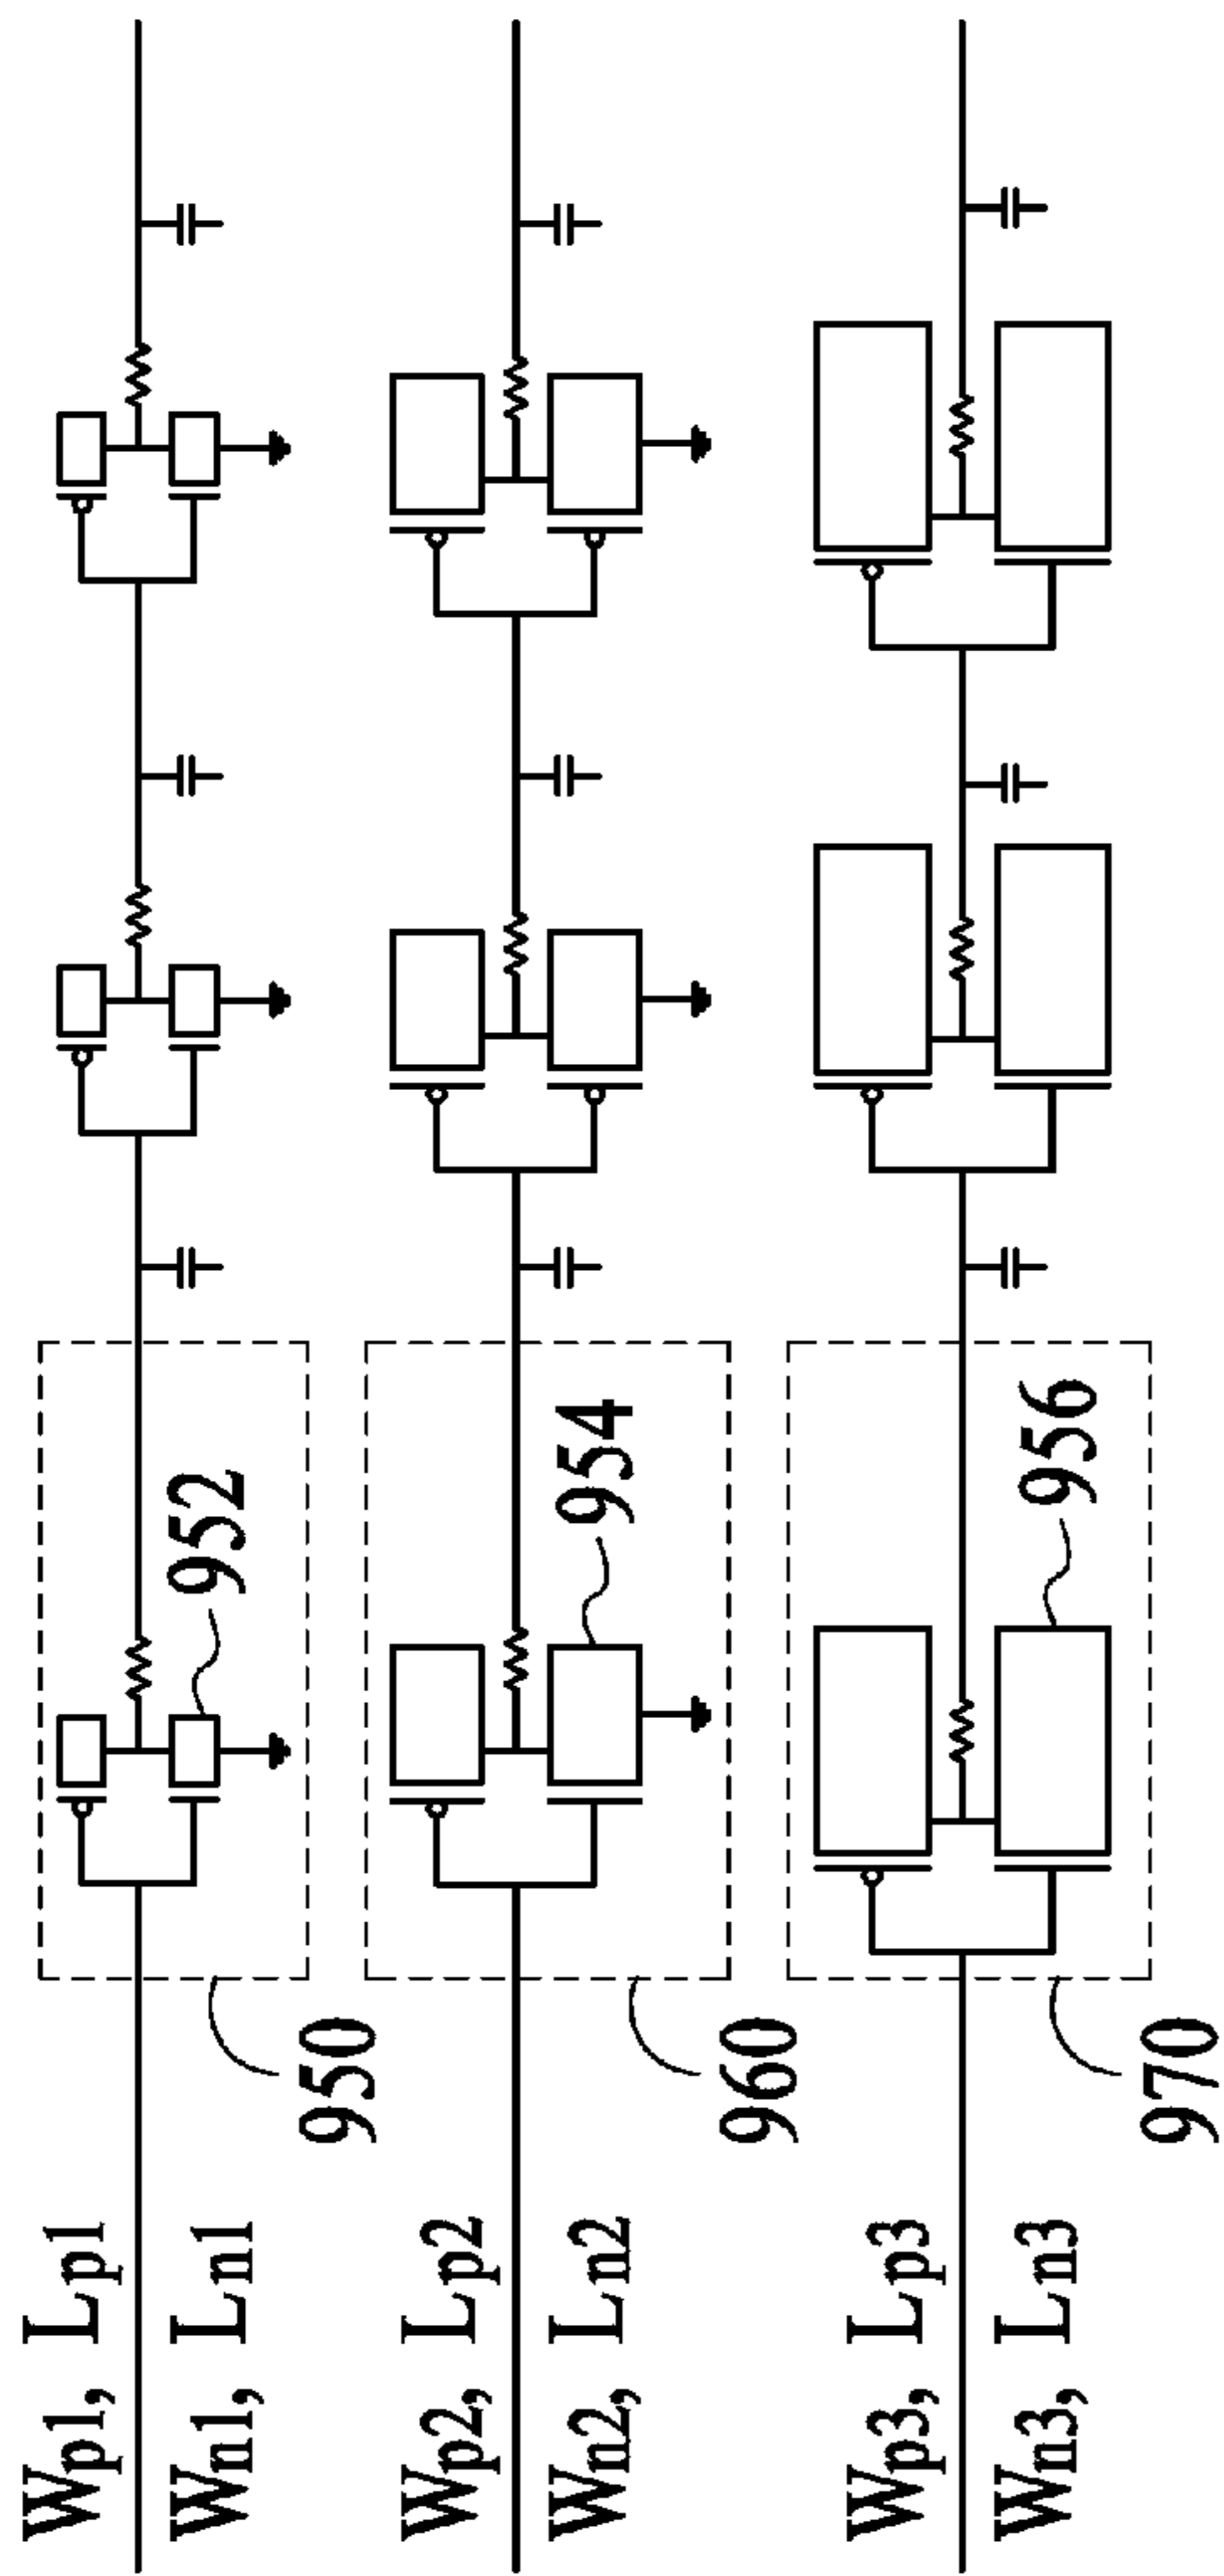 Wp1, Lp1
Wn1, Ln1
950
952
Wp2, Lp2
Wn2, Ln2
960
954
Wp3, Lp3
Wn3, Ln3
970
956